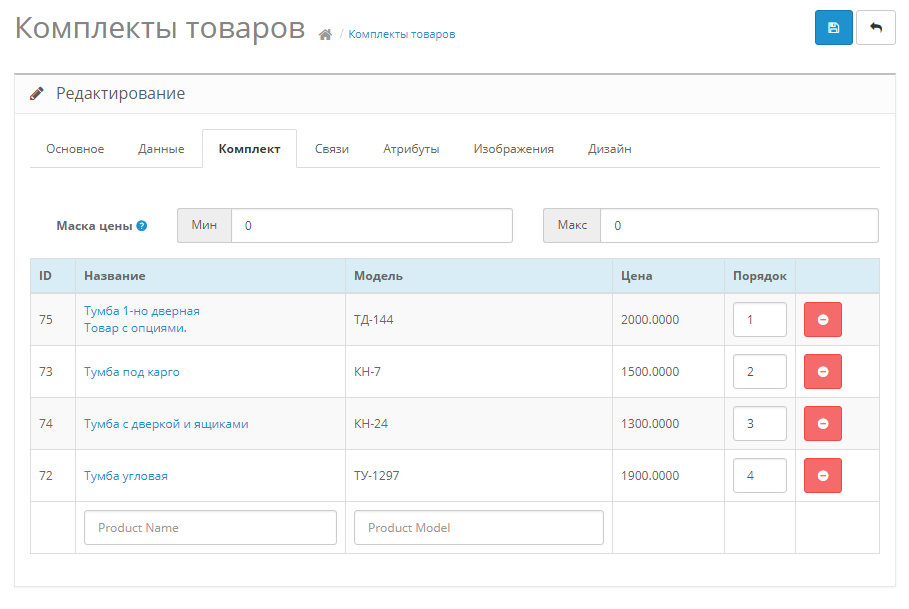 Комплекты товаров / Комплекты товаров
Редактирование
Основное Данные Комплект Связи Атрибуты Изображения Дизайн
Маска цены ? Мин 0 Макс 0
ID Название Модель Цена Порядок
75 Тумба 1-но дверная
Товар с опциями. ТД-144 2000.0000 1
73 Тумба под карго КН-7 1500.0000 2
74 Тумба с дверкой и ящиками КН-24 1300.0000 3
72 Тумба угловая ТУ-1297 1900.0000 4
Product Name Product Model